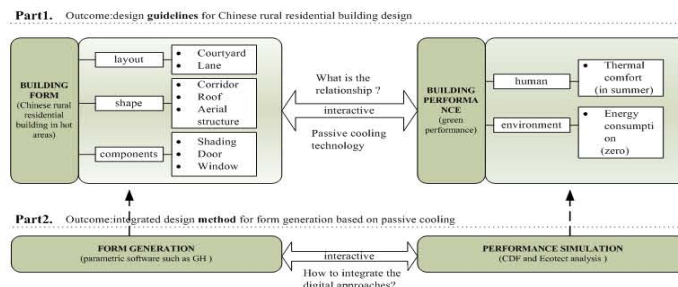 Part1. Outcome:design guidelines for Chinese rural residential building design
BUILDING
FORM
(Chinese rural
residential
building in hot
areas)
layout
• Courtyard
• Lane
shape
• Corridor
• Roof
• Aerial
structure
components
• Shading
• Door
• Window
What is the
relationship ?
interactive
Passive cooling
technology
BUILDING
PERFORMA
NCE
(green
performance)
human
• Thermal
comfort
(in summer)
environment
• Energy
consumpti
on
(zero)
Part2. Outcome:integrated design method for form generation based on passive cooling
FORM GENERATION
(parametric software such as GH )
interactive
How to integrate the
digital approaches?
PERFORMANCE SIMULATION
(CDF and Ecotect analysis )